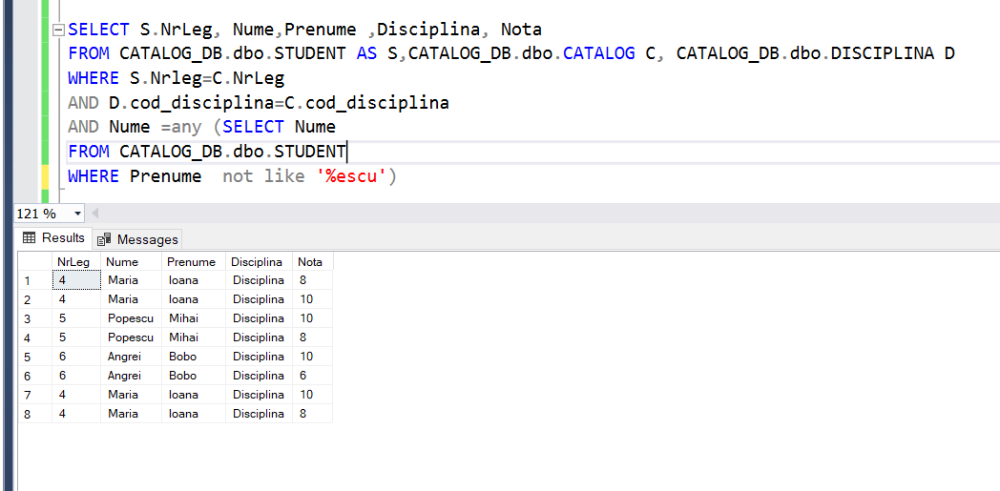 SELECT S.NrLeg, Nume,Prenume ,Disciplina, Nota
FROM CATALOG_DB.dbo.STUDENT AS S,CATALOG_DB.dbo.CATALOG C, CATALOG_DB.dbo.DISCIPLINA D
WHERE S.Nrleg=C.NrLeg
AND D.cod_disciplina=C.cod_disciplina
AND Nume =any (SELECT Nume
FROM CATALOG_DB.dbo.STUDENT
WHERE Prenume  not like '%escu')
121 %
Results Messages
NrLeg Nume Prenume Disciplina Nota
1 4 Maria Ioana Disciplina 8
2 4 Maria Ioana Disciplina 10
3 5 Popescu Mihai Disciplina 10
4 5 Popescu Mihai Disciplina 8
5 6 Angrei Bobo Disciplina 10
6 6 Angrei Bobo Disciplina 6
7 4 Maria Ioana Disciplina 10
8 4 Maria Ioana Disciplina 8